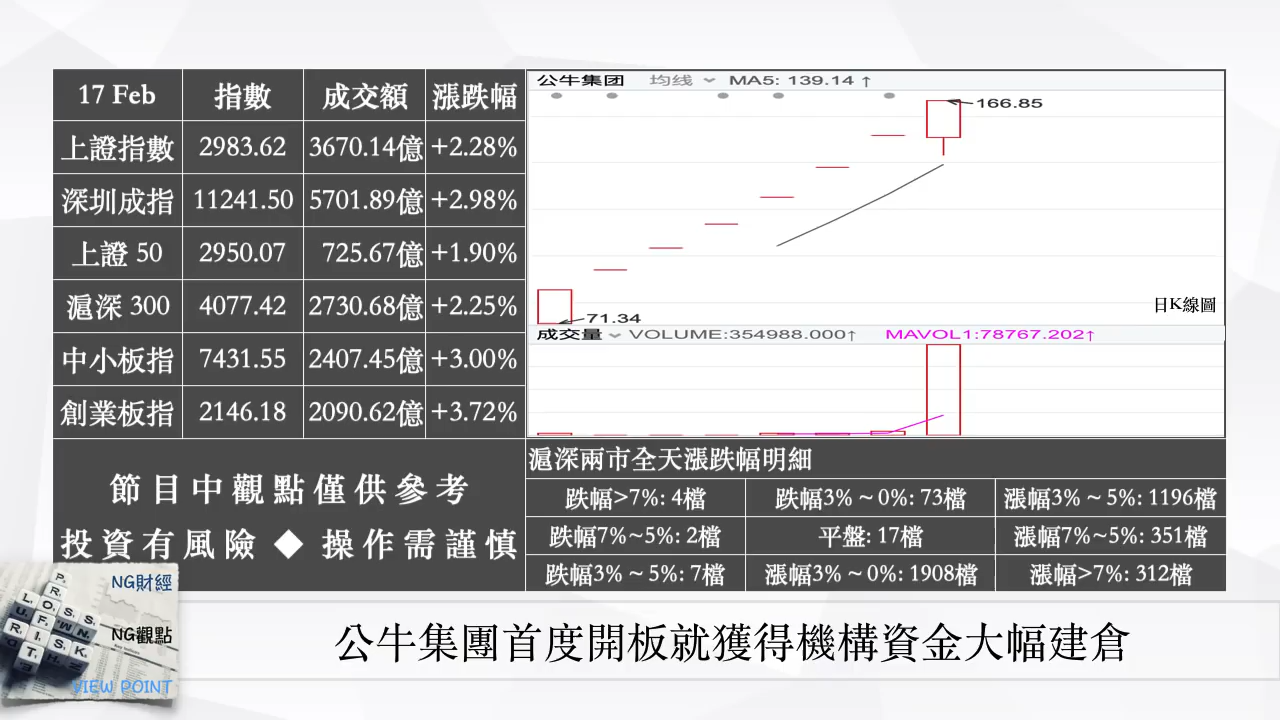 17 Feb 指數 成交額 漲跌幅
上證指數 2983.62 3670.14億 +2.28%
深圳成指 11241.50 5701.89億 +2.98%
上證 50 2950.07 725.67億 +1.90%
滬深 300 4077.42 2730.68億 +2.25%
中小板指 7431.55 2407.45億 +3.00%
創業板指 2146.18 2090.62億 +3.72%
節目中觀點僅供參考
投資有風險 ◆ 操作需謹慎
公牛集团 均线 MA5: 139.14 ↑
166.85
日K線圖
71.34
成交量 VOLUME:354988.000↑ MAVOL1:78767.202↑
滬深兩市全天漲跌幅明細
跌幅>7%: 4檔 跌幅3% ~ 0%: 73檔 漲幅3% ~ 5%: 1196檔
跌幅7%~5%: 2檔 平盤: 17檔 漲幅7%~5%: 351檔
跌幅3% ~ 5%: 7檔 漲幅3% ~ 0%: 1908檔 漲幅>7%: 312檔
NG財經
NG觀點
VIEW POINT
公牛集團首度開板就獲得機構資金大幅建倉